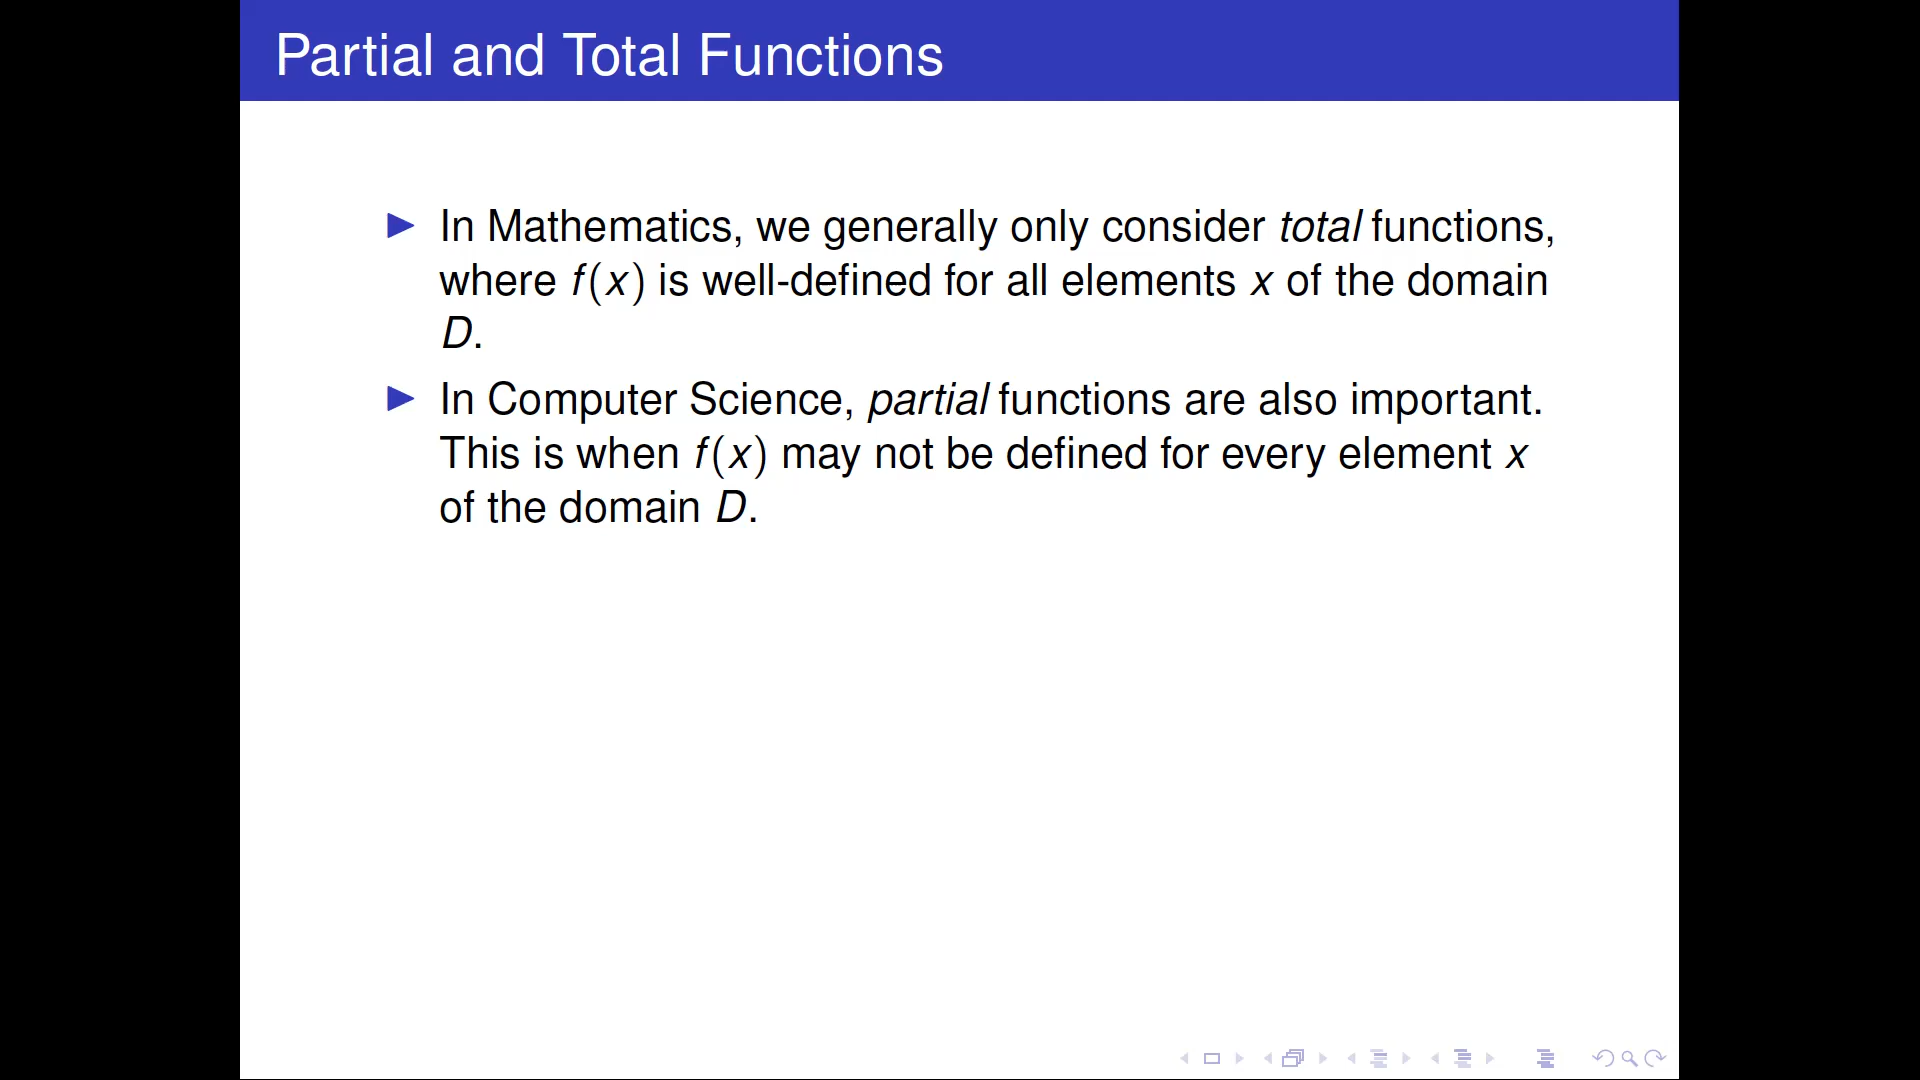 Partial and Total Functions
In Mathematics, we generally only consider total functions,
where f(x) is well-defined for all elements x of the domain
D.
In Computer Science, partial functions are also important.
This is when f(x) may not be defined for every element x
of the domain D.